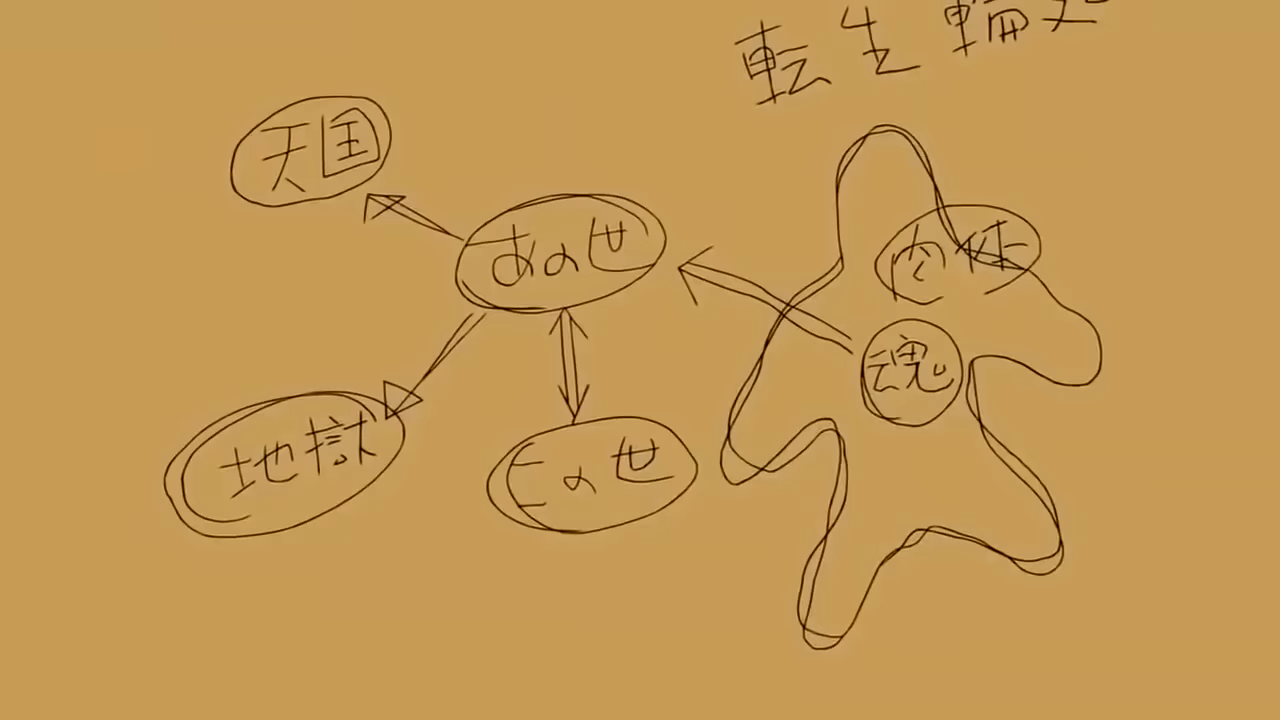 転生輪廻
天国
あの世
肉体
魂
地獄
この世